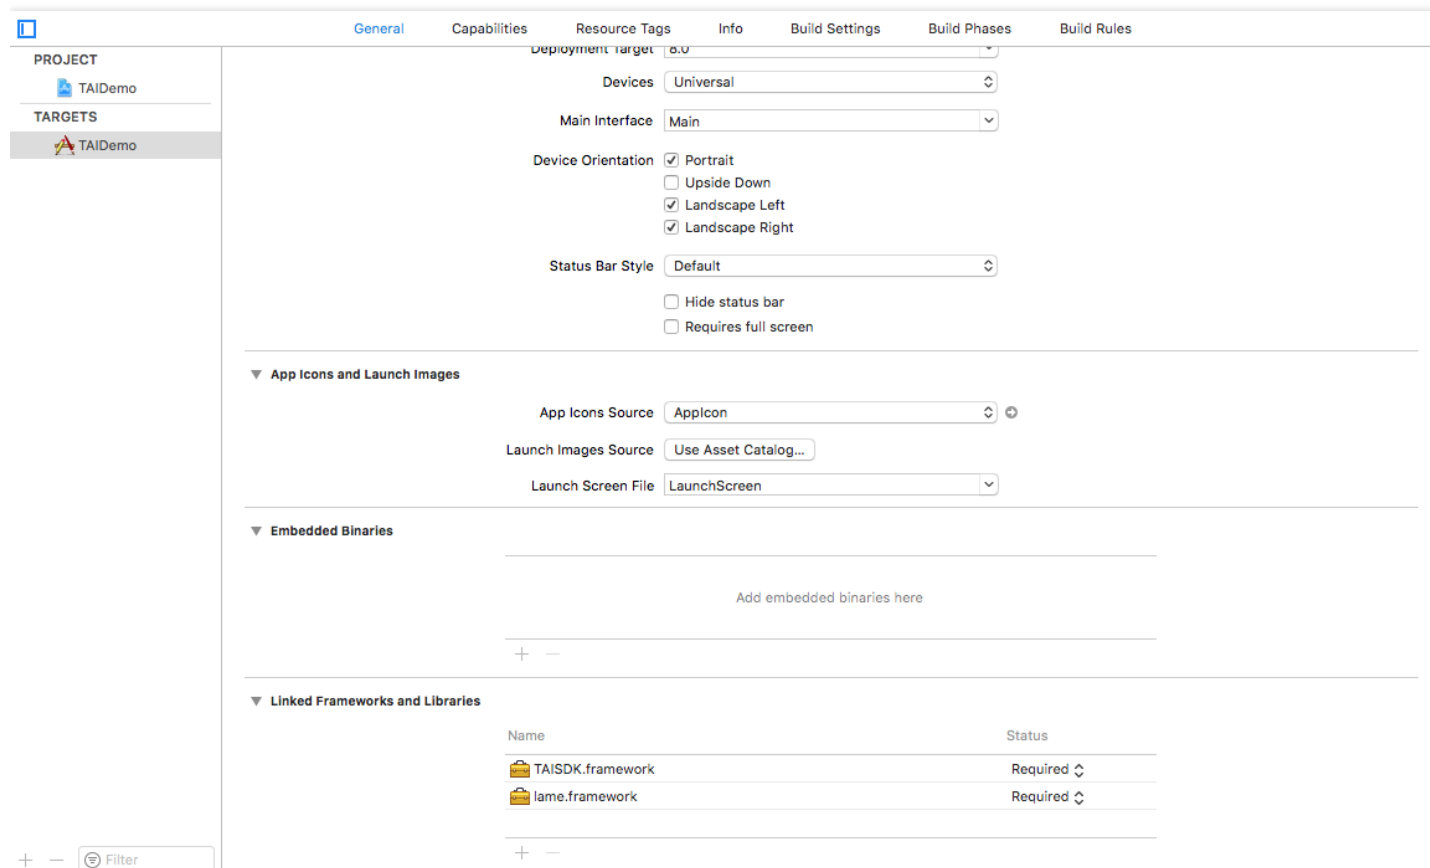 General Capabilities Resource Tags Info Build Settings Build Phases Build Rules
PROJECT
TAIDemo
TARGETS
TAIDemo
Deployment Target 8.0
Devices Universal
Main Interface Main
Device Orientation Portrait
Upside Down
Landscape Left
Landscape Right
Status Bar Style Default
Hide status bar
Requires full screen
App Icons and Launch Images
App Icons Source AppIcon
Launch Images Source Use Asset Catalog...
Launch Screen File LaunchScreen
Embedded Binaries
Add embedded binaries here
Linked Frameworks and Libraries
Name Status
TAISDK.framework Required
lame.framework Required
Filter